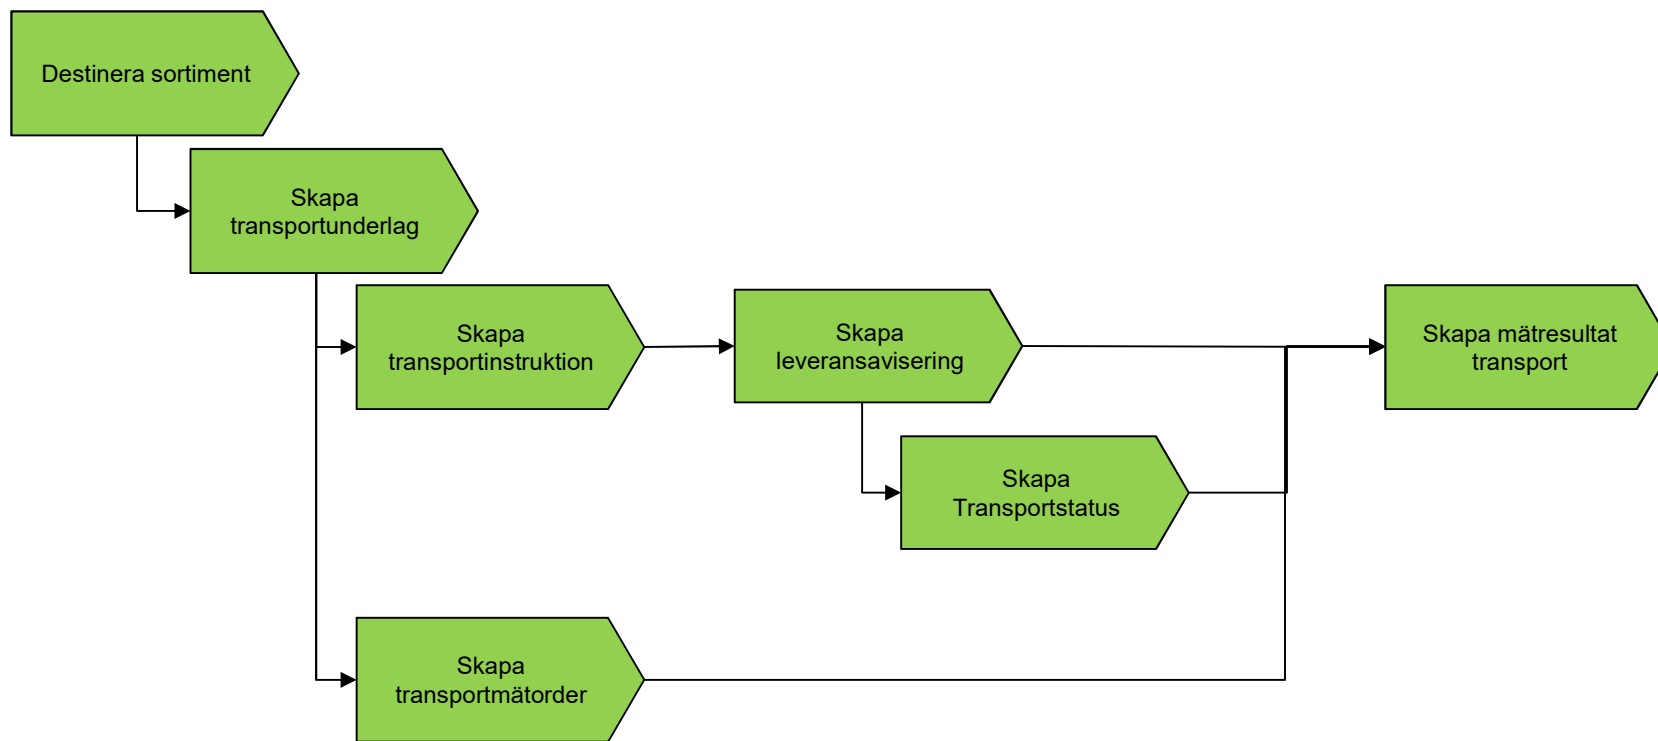 Destinera sortiment
Skapa
transportunderlag
Skapa
transportinstruktion
Skapa
leveransavisering
Skapa mätresultat
transport
Skapa
Transportstatus
Skapa
transportmätorder